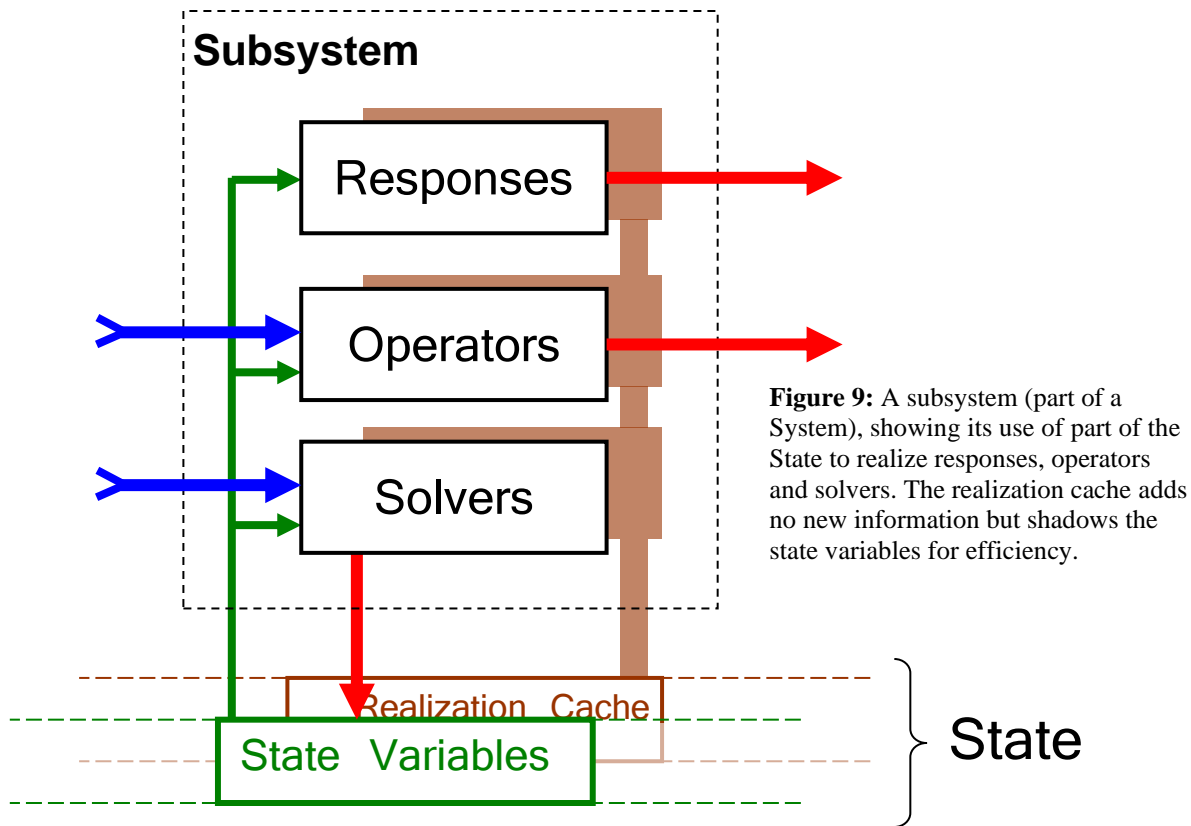 Subsystem
Responses
Operators
Solvers
Figure 9: A subsystem (part of a
System), showing its use of part of the
State to realize responses, operators
and solvers. The realization cache adds
no new information but shadows the
state variables for efficiency.
Realization Cache
State Variables
State